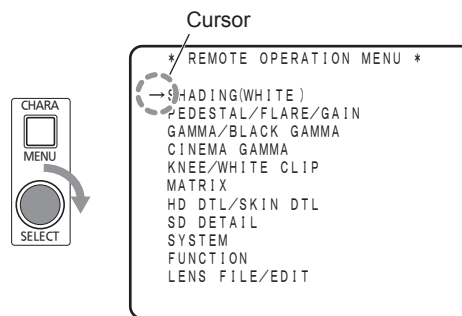 Cursor
* REMOTE OPERATION MENU *
→SHADING(WHITE)
PEDESTAL/FLARE/GAIN
GAMMA/BLACK GAMMA
CINEMA GAMMA
KNEE/WHITE CLIP
MATRIX
HD DTL/SKIN DTL
SD DETAIL
SYSTEM
FUNCTION
LENS FILE/EDIT
CHARA
MENU
SELECT